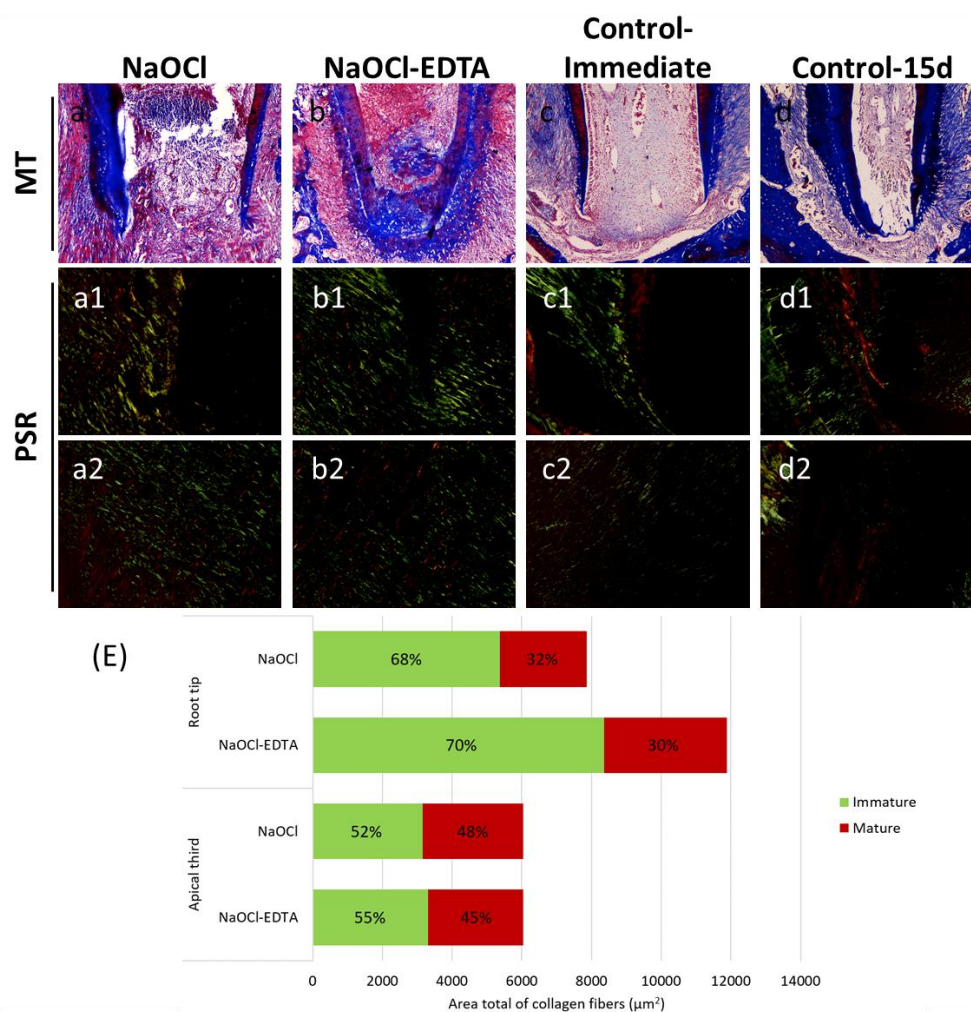 NaOCl
NaOCl-EDTA
Control-
Immediate
Control-15d
MT
a
b
c
d
PSR
a1
b1
c1
d1
a2
b2
c2
d2
(E)
Root tip
NaOCl
68%
32%
NaOCl-EDTA
70%
30%
Apical third
NaOCl
52%
48%
NaOCl-EDTA
55%
45%
Immature
Mature
0 2000 4000 6000 8000 10000 12000 14000
Area total of collagen fibers (µm²)